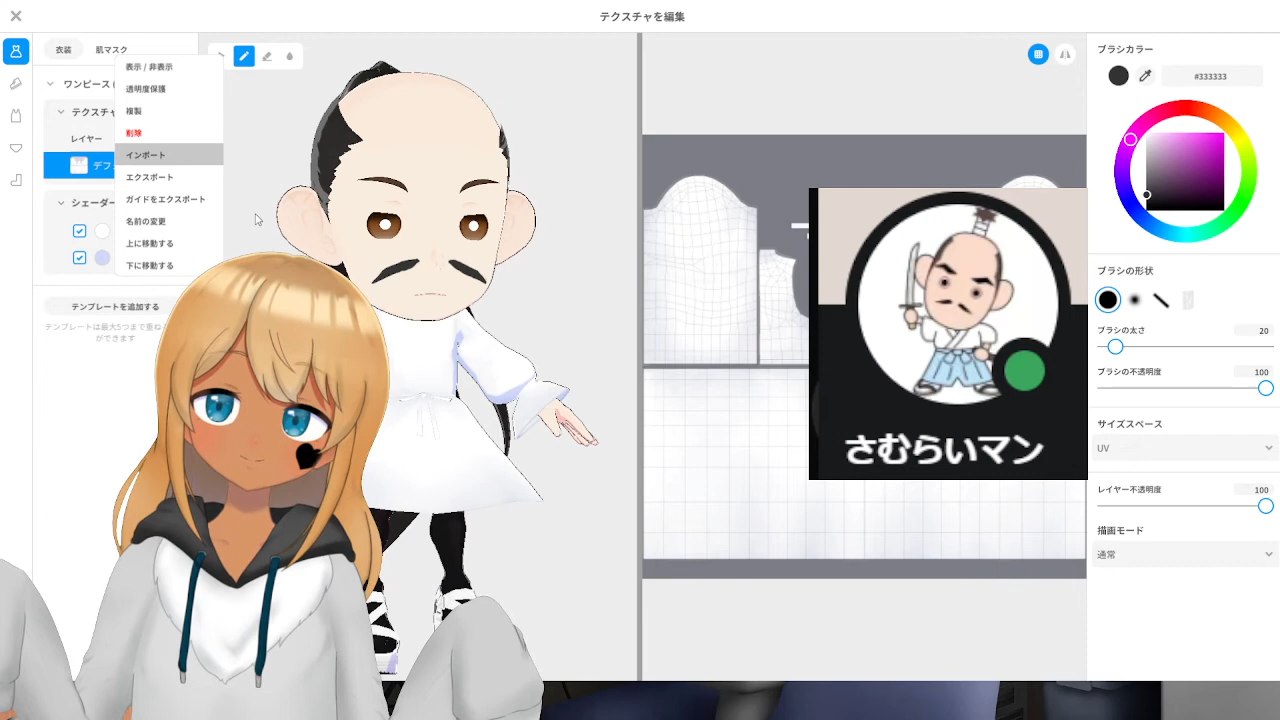 テクスチャを編集
衣装
肌マスク
ワンピース
テクスチ
レイヤー
デフ
シェーダー
表示 / 非表示
透明度保護
複製
削除
インポート
エクスポート
ガイドをエクスポート
名前の変更
上に移動する
下に移動する
テンプレートを追加する
テンプレートは最大5つまで重ね
ができます
さむらいマン
ブラシカラー
#333333
ブラシの形状
ブラシの太さ
20
ブラシの不透明度
100
サイズスペース
UV
レイヤー不透明度
100
描画モード
通常